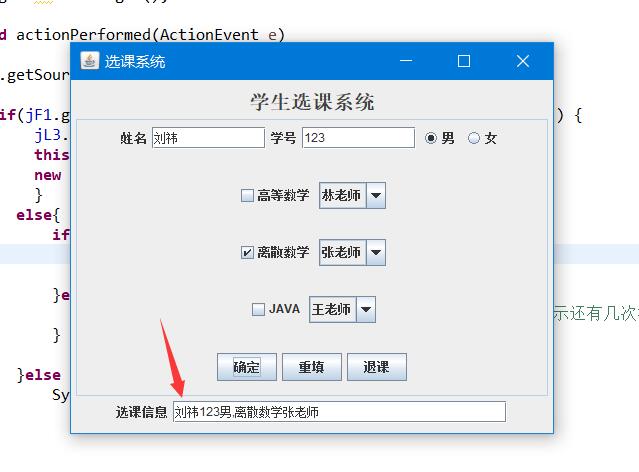 d actionPerformed(ActionEvent e)
选课系统
.getSour
学生选课系统
if(jF1.g
) {
姓名 刘祎 学号 123 男 女
jL3.
this
new
高等数学 林老师
}
else{
if
离散数学 张老师
}e
JAVA 王老师
示还有几次
}
确定 重填 退课
}else
Sy
选课信息 刘祎123男,离散数学张老师